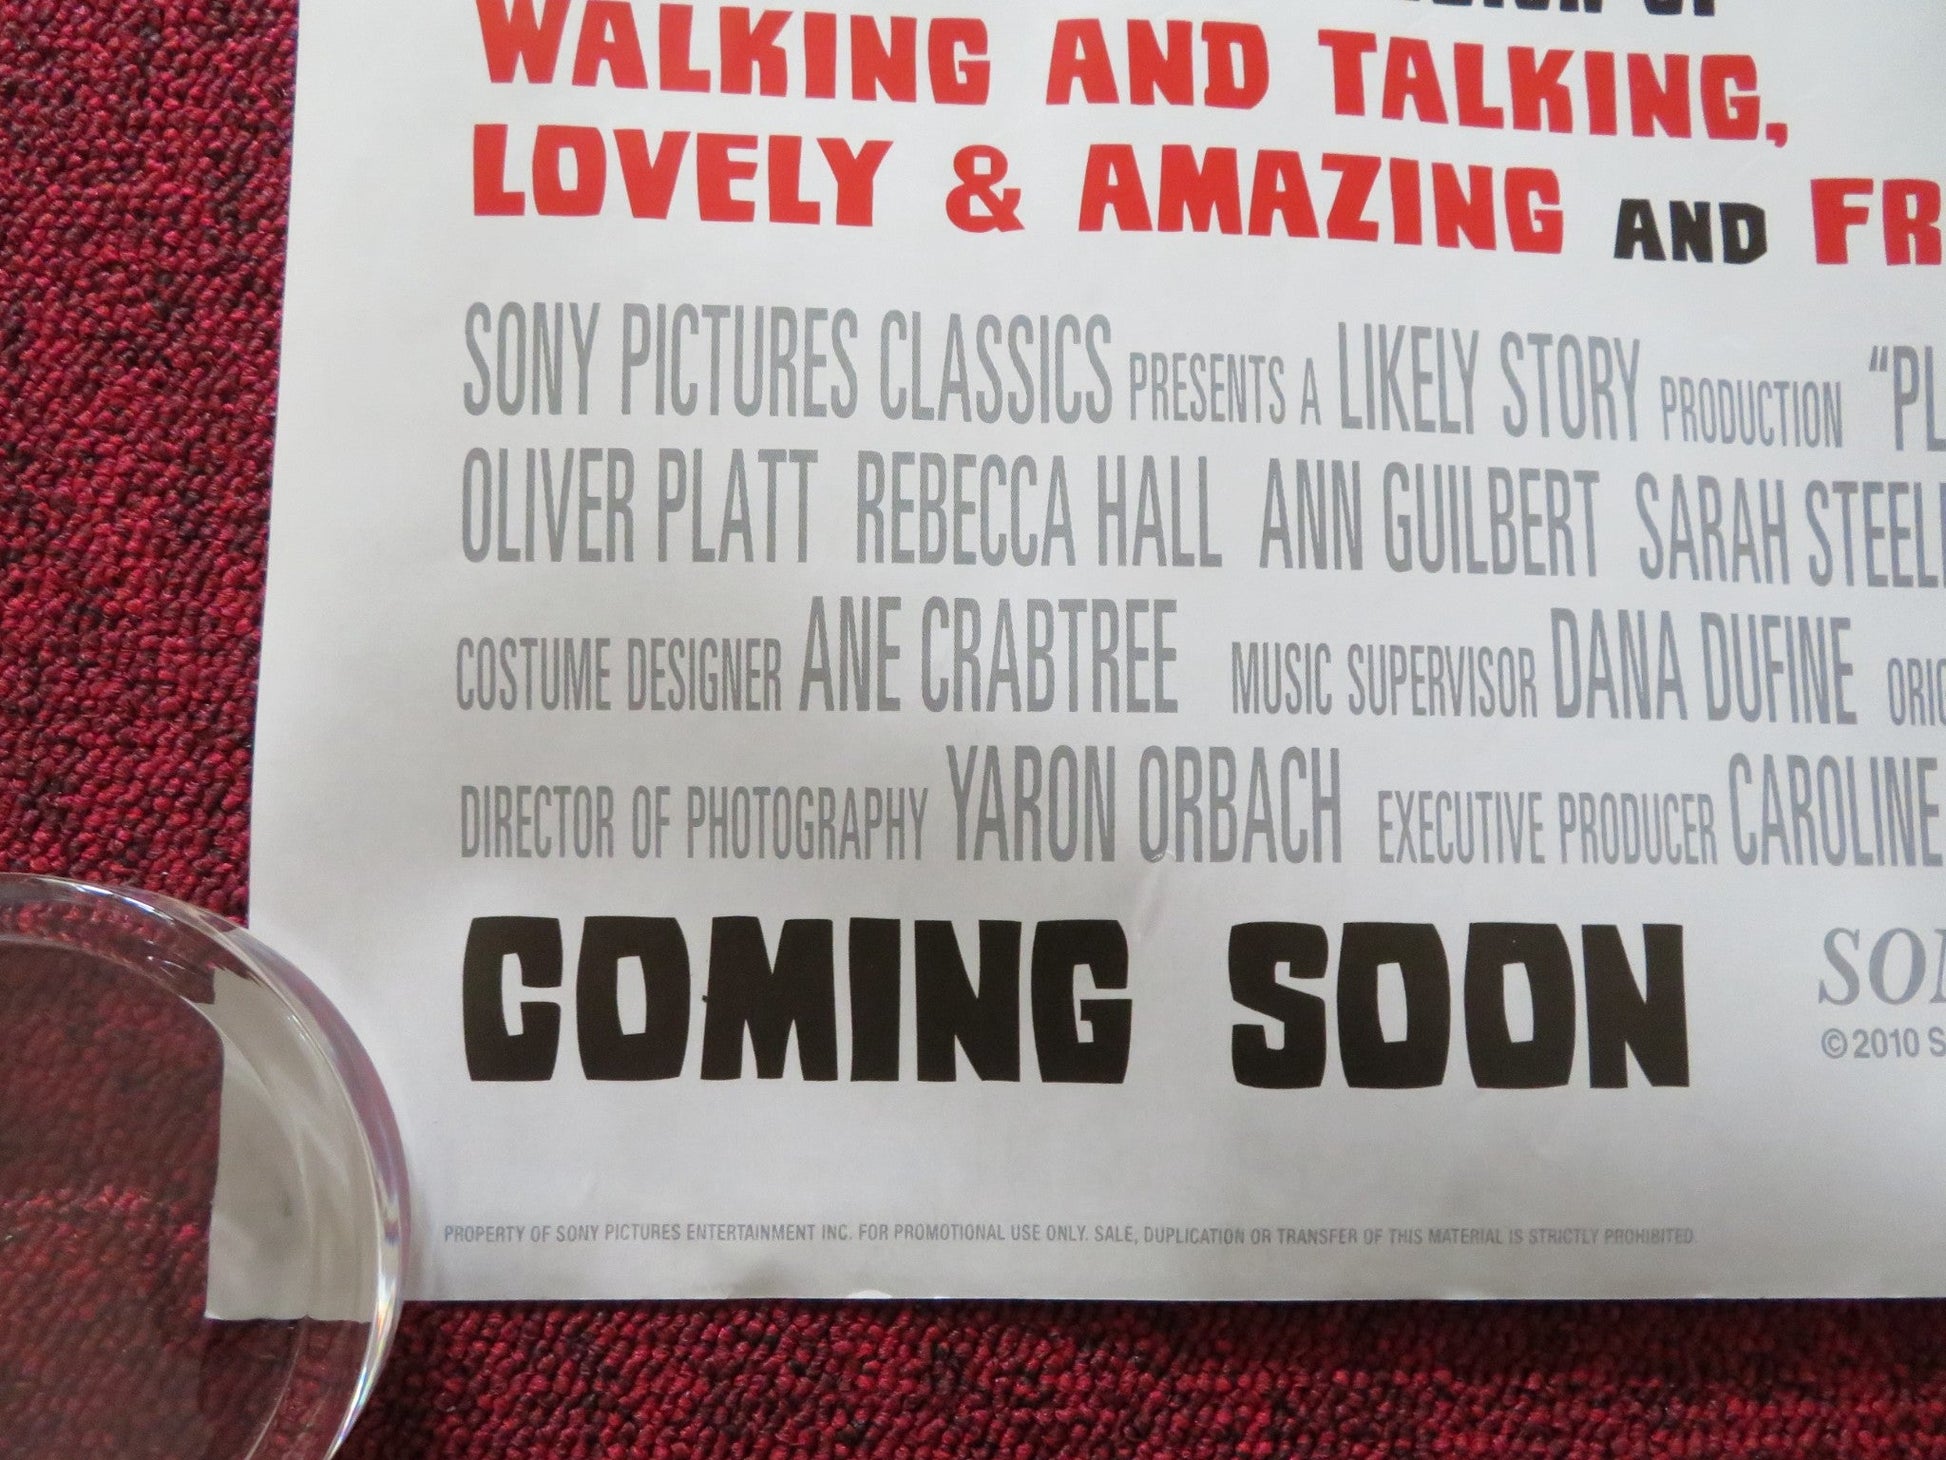 WALKING AND TALKING,
LOVELY & AMAZING AND FR
SONY PICTURES CLASSICS PRESENTS A LIKELY STORY PRODUCTION "PL
OLIVER PLATT REBECCA HALL ANN GUILBERT SARAH STEEL
COSTUME DESIGNER ANE CRABTREE MUSIC SUPERVISOR DANA DUFINE ORIG
DIRECTOR OF PHOTOGRAPHY YARON ORBACH EXECUTIVE PRODUCER CAROLINE
COMING SOON SON
©2010 S
PROPERTY OF SONY PICTURES ENTERTAINMENT INC. FOR PROMOTIONAL USE ONLY. SALE, DUPLICATION OR TRANSFER OF THIS MATERIAL IS STRICTLY PROHIBITED.